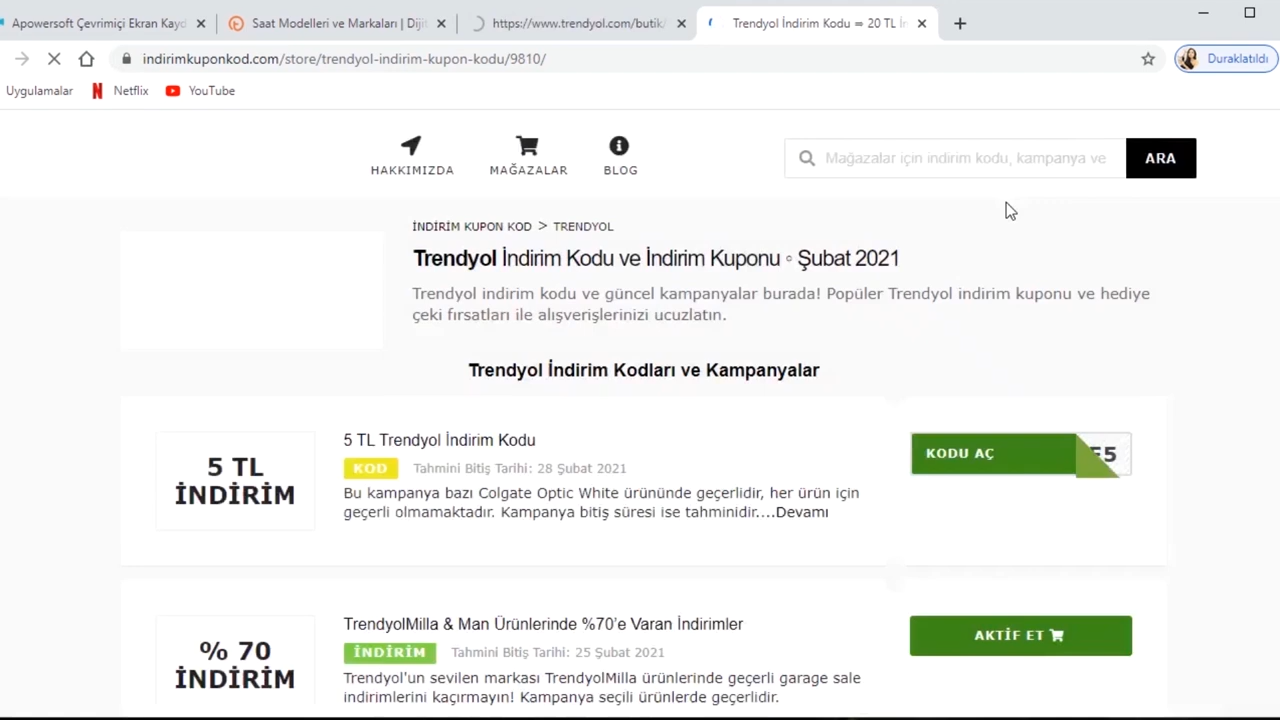 Apowersoft Çevrimiçi Ekran Kayd
Saat Modelleri ve Markaları | Diji
https://www.trendyol.com/butik/
Trendyol İndirim Kodu = 20 TL İn
indirimkuponkod.com/store/trendyol-indirim-kupon-kodu/9810/
Duraklatıldı
Uygulamalar
Netflix
YouTube
HAKKIMIZDA
MAĞAZALAR
BLOG
Mağazalar için indirim kodu, kampanya ve
ARA
İNDİRİM KUPON KOD > TRENDYOL
Trendyol İndirim Kodu ve İndirim Kuponu ◦ Şubat 2021
Trendyol indirim kodu ve güncel kampanyalar burada! Popüler Trendyol indirim kuponu ve hediye
çeki fırsatları ile alışverişlerinizi ucuzlatın.
Trendyol İndirim Kodları ve Kampanyalar
5 TL
İNDİRİM
5 TL Trendyol İndirim Kodu
KOD Tahmini Bitiş Tarihi: 28 Şubat 2021
Bu kampanya bazı Colgate Optic White ürününde geçerlidir, her ürün için
geçerli olmamaktadır. Kampanya bitiş süresi ise tahminidir....Devamı
KODU AÇ
E5
% 70
İNDİRİM
TrendyolMilla & Man Ürünlerinde %70'e Varan İndirimler
İNDİRİM Tahmini Bitiş Tarihi: 25 Şubat 2021
Trendyol'un sevilen markası TrendyolMilla ürünlerinde geçerli garage sale
indirimlerini kaçırmayın! Kampanya seçili ürünlerde geçerlidir.
AKTİF ET